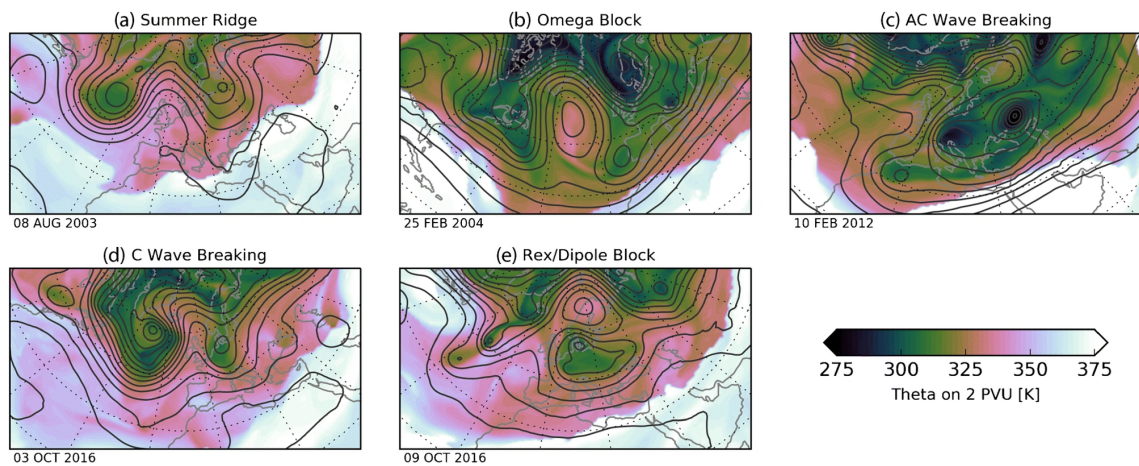 (a) Summer Ridge
(b) Omega Block
(c) AC Wave Breaking
08 AUG 2003
25 FEB 2004
10 FEB 2012
(d) C Wave Breaking
(e) Rex/Dipole Block
275 300 325 350 375
Theta on 2 PVU [K]
03 OCT 2016
09 OCT 2016